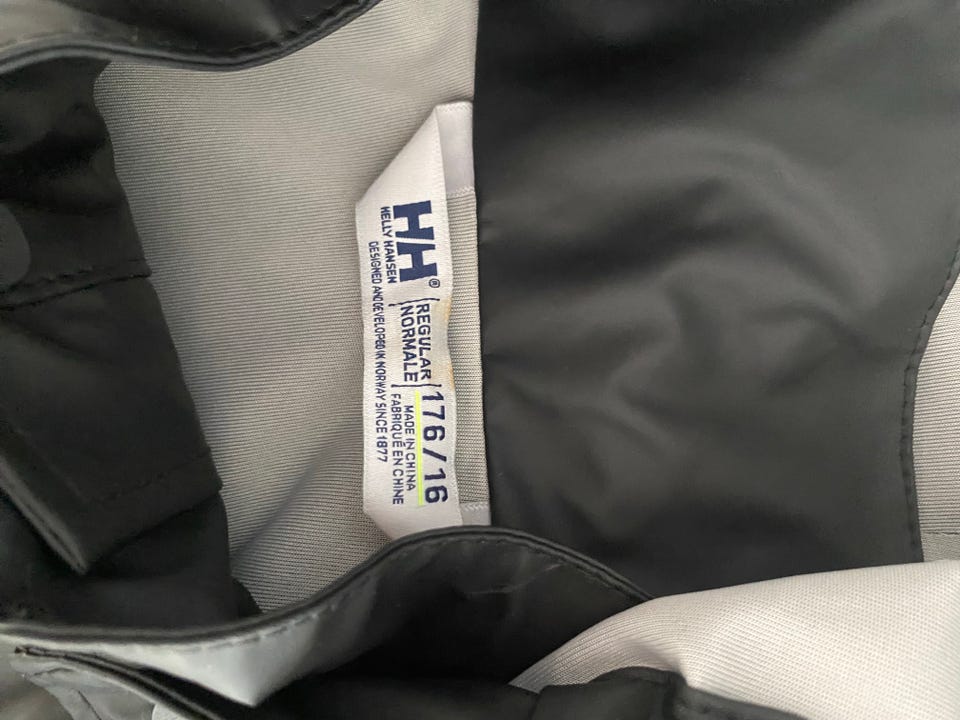 HH®
HELLY HANSEN
REGULAR
NORMALE
176/16
MADE IN CHINA
FABRIQUÉ EN CHINE
DESIGNED AND DEVELOPED IN NORWAY SINCE 1877